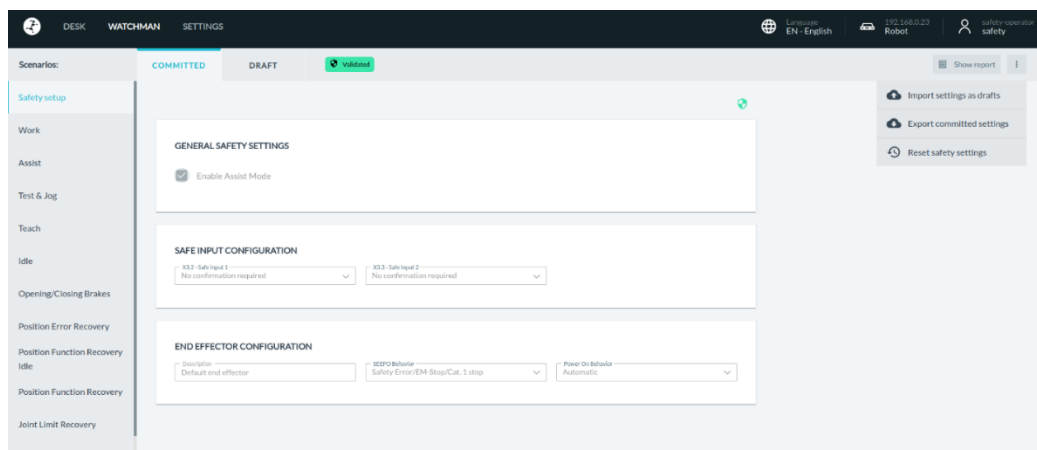 DESK WATCHMAN SETTINGS
Language
EN - English
192.168.0.23
Robot
safety-operator
safety
Scenarios:
COMMITTED DRAFT Validated Show report
Safety setup
Work
Assist
Test & Jog
Teach
Idle
Opening/Closing Brakes
Position Error Recovery
Position Function Recovery
Idle
Position Function Recovery
Joint Limit Recovery
GENERAL SAFETY SETTINGS
Enable Assist Mode
SAFE INPUT CONFIGURATION
X3.2 - Safe Input 1
No confirmation required
X3.3 - Safe Input 2
No confirmation required
END EFFECTOR CONFIGURATION
Description
Default end effector
SEEPO Behavior
Safety Error/EM-Stop/Cat. 1 stop
Power On Behavior
Automatic
Import settings as drafts
Export committed settings
Reset safety settings